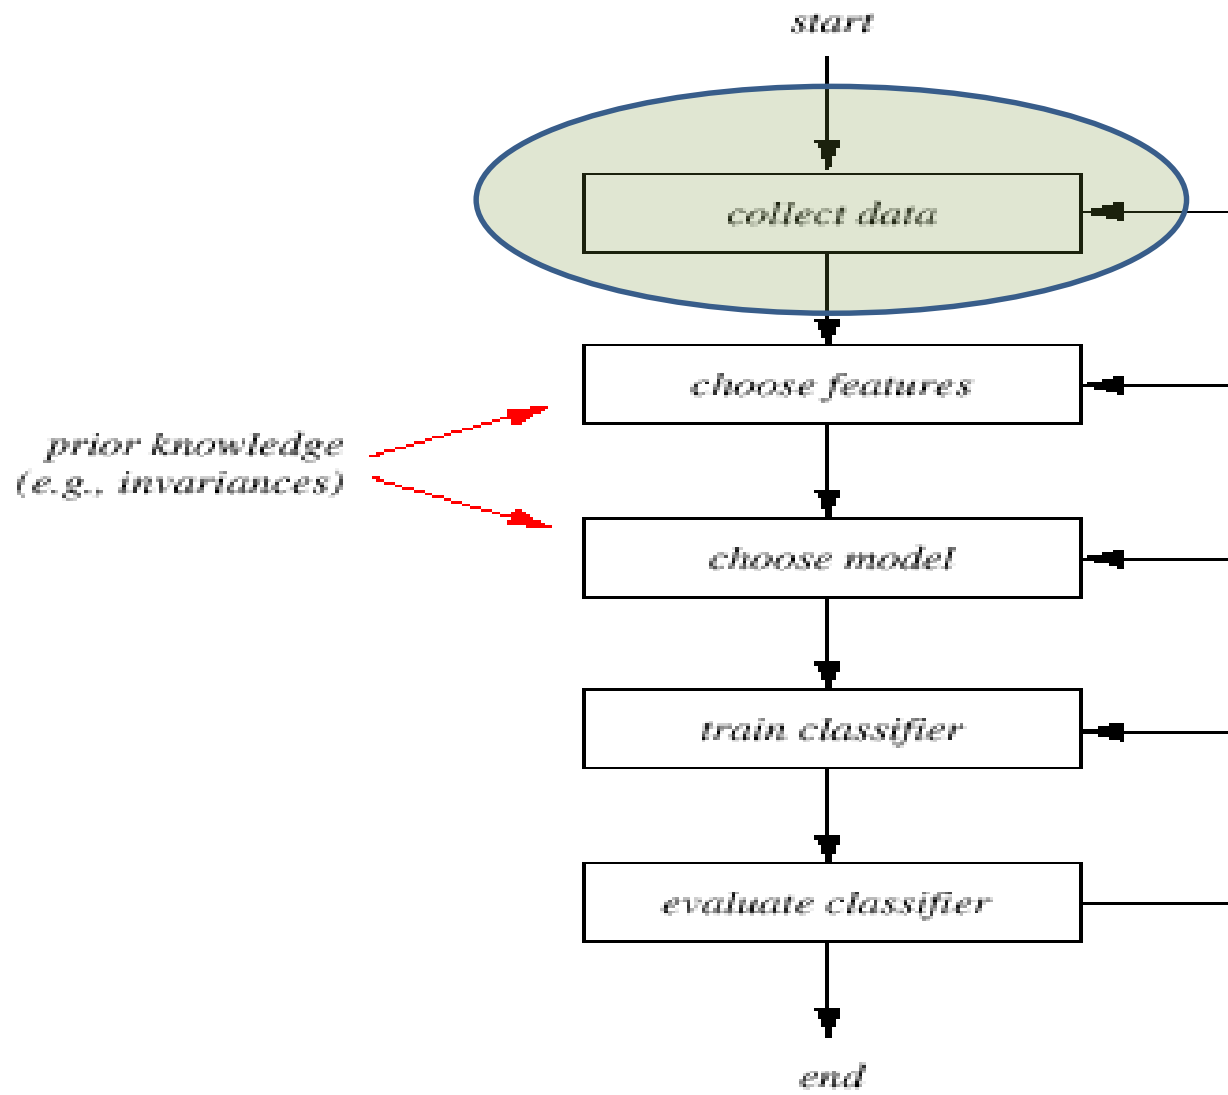 start
collect data
choose features
prior knowledge
(e.g., invariances)
choose model
train classifier
evaluate classifier
end